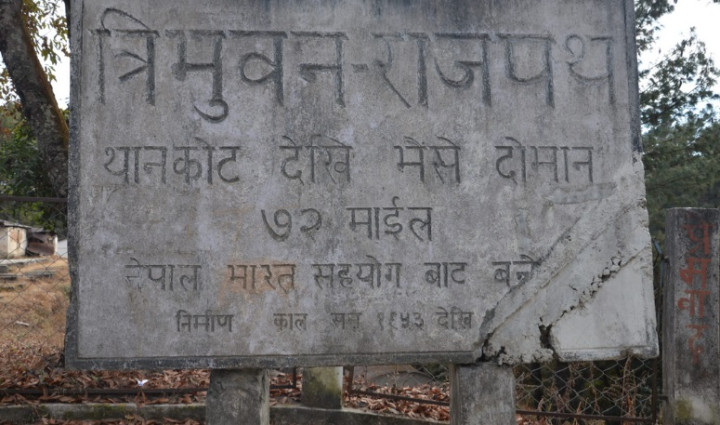 त्रिभुवन-राजपथ
थानकोट देखि भैसे दोभान
७२ माईल
नेपाल भारत सहयोग बाट बने
निर्माण काल सन् १९५३ देखि